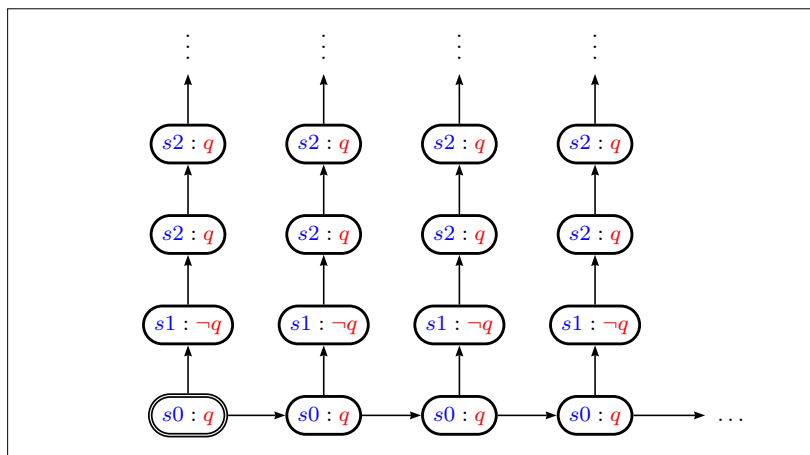 ⋮ ⋮ ⋮ ⋮
s2 : q s2 : q s2 : q s2 : q
s2 : q s2 : q s2 : q s2 : q
s1 : ¬q s1 : ¬q s1 : ¬q s1 : ¬q
s0 : q s0 : q s0 : q s0 : q ...